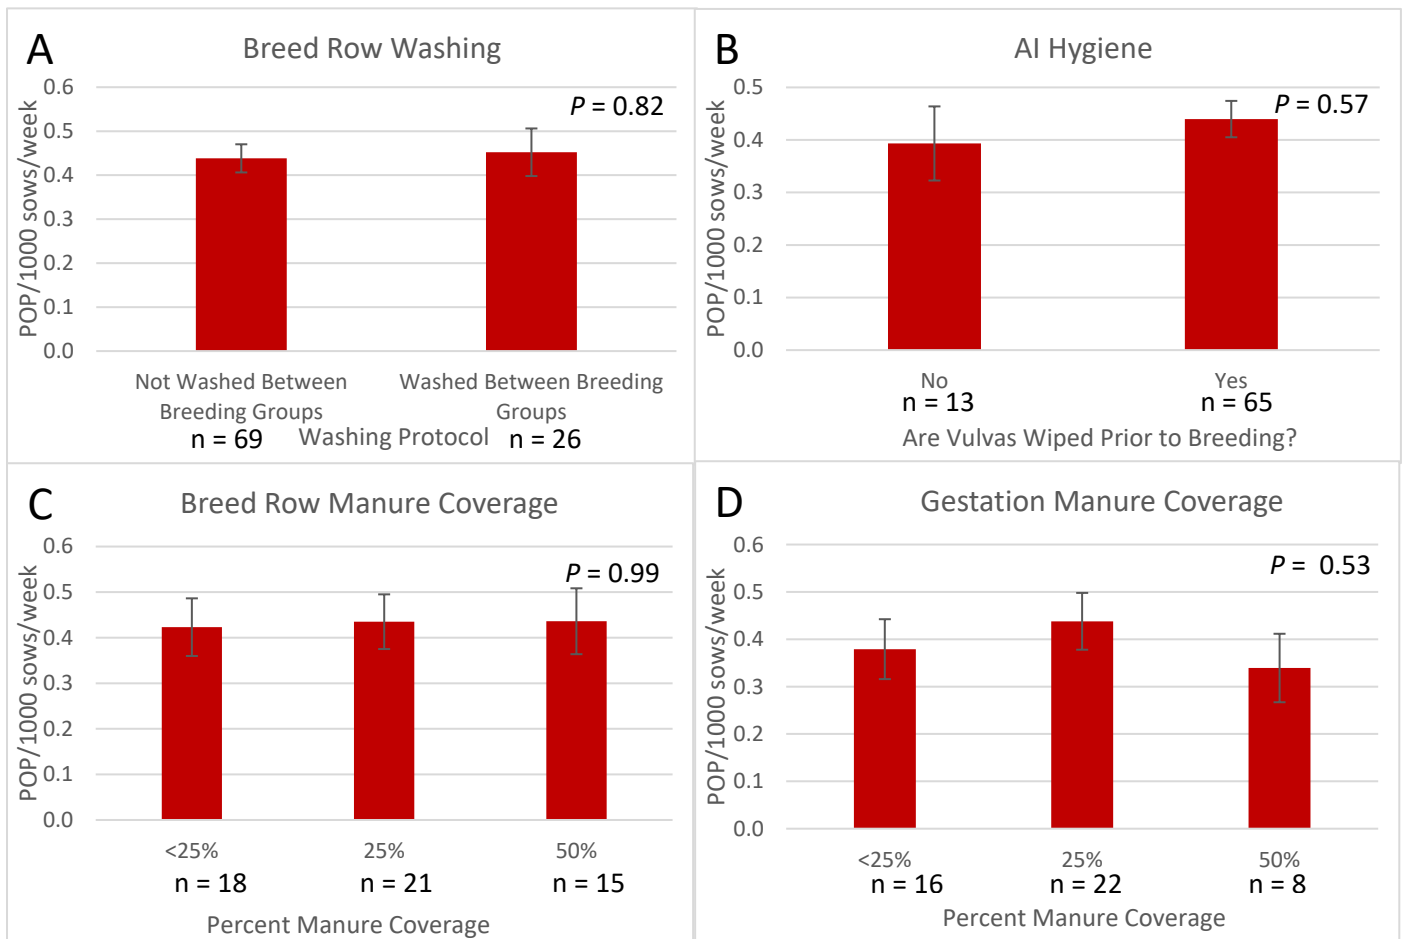 A
Breed Row Washing
P = 0.82
POP/1000 sows/week
0.6
0.5
0.4
0.3
0.2
0.1
0.0
Not Washed Between
Breeding Groups
Washed Between Breeding
Groups
n = 69
Washing Protocol
n = 26
B
AI Hygiene
P = 0.57
POP/1000 sows/week
0.5
0.4
0.3
0.2
0.1
0.0
No
Yes
n = 13
n = 65
Are Vulvas Wiped Prior to Breeding?
C
Breed Row Manure Coverage
P = 0.99
POP/1000 sows/week
0.6
0.5
0.4
0.3
0.2
0.1
0.0
<25%
25%
50%
n = 18
n = 21
n = 15
Percent Manure Coverage
D
Gestation Manure Coverage
P = 0.53
POP/1000 sows/week
0.6
0.5
0.4
0.3
0.2
0.1
0.0
<25%
25%
50%
n = 16
n = 22
n = 8
Percent Manure Coverage